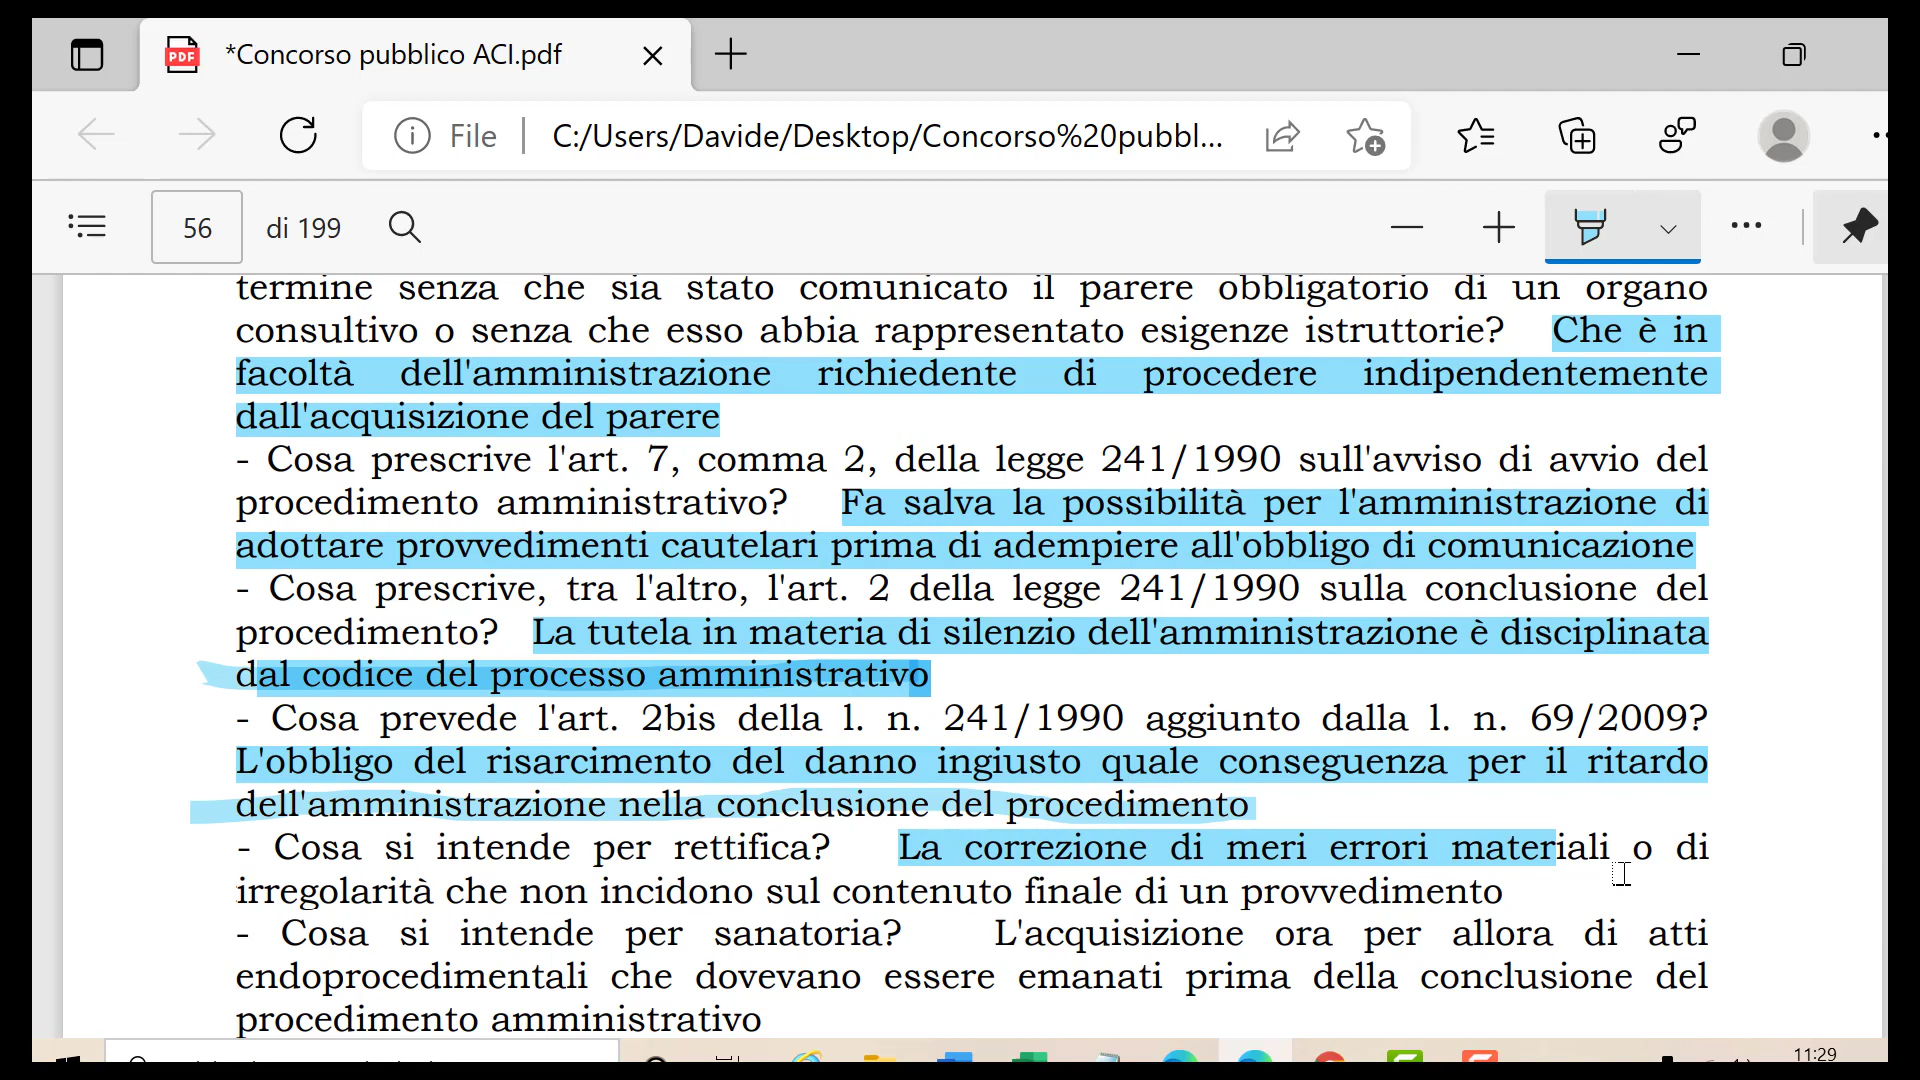 *Concorso pubblico ACI.pdf
File C:/Users/Davide/Desktop/Concorso%20pubbl...
56 di 199
termine senza che sia stato comunicato il parere obbligatorio di un organo
consultivo o senza che esso abbia rappresentato esigenze istruttorie? Che è in
facoltà dell'amministrazione richiedente di procedere indipendentemente
dall'acquisizione del parere
- Cosa prescrive l'art. 7, comma 2, della legge 241/1990 sull'avviso di avvio del
procedimento amministrativo? Fa salva la possibilità per l'amministrazione di
adottare provvedimenti cautelari prima di adempiere all'obbligo di comunicazione
- Cosa prescrive, tra l'altro, l'art. 2 della legge 241/1990 sulla conclusione del
procedimento? La tutela in materia di silenzio dell'amministrazione è disciplinata
dal codice del processo amministrativo
- Cosa prevede l'art. 2bis della l. n. 241/1990 aggiunto dalla l. n. 69/2009?
L'obbligo del risarcimento del danno ingiusto quale conseguenza per il ritardo
dell'amministrazione nella conclusione del procedimento
- Cosa si intende per rettifica? La correzione di meri errori materiali o di
irregolarità che non incidono sul contenuto finale di un provvedimento
- Cosa si intende per sanatoria? L'acquisizione ora per allora di atti
endoprocedimentali che dovevano essere emanati prima della conclusione del
procedimento amministrativo
11:29